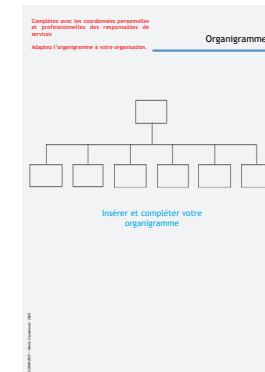 Complétez avec les coordonnées personnelles
et professionnelles des responsables de
services
Adaptez l'organigramme à votre organisation.
Organigramme
Insérer et compléter votre
organigramme